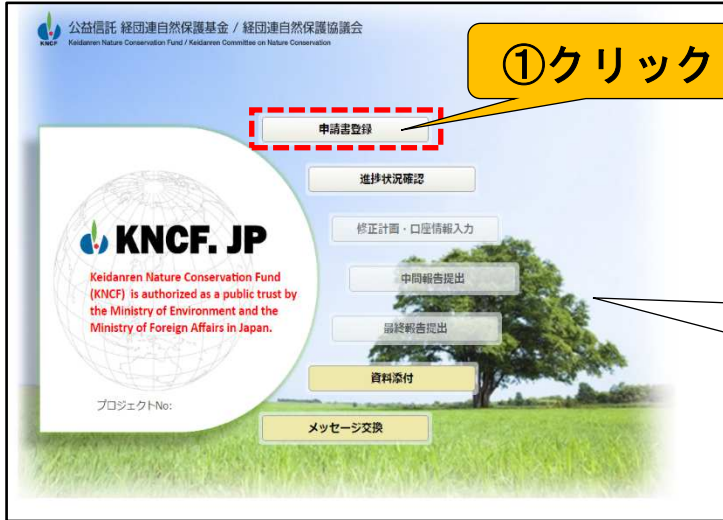 公益信託 経団連自然保護基金 / 経団連自然保護協議会
KNCF Keidanren Nature Conservation Fund / Keidanren Committee on Nature Conservation
①クリック
申請書登録
進捗状況確認
修正計画・口座情報入力
中間報告提出
最終報告提出
資料添付
メッセージ交換
KNCF. JP
Keidanren Nature Conservation Fund
(KNCF) is authorized as a public trust by
the Ministry of Environment and the
Ministry of Foreign Affairs in Japan.
プロジェクトNo: